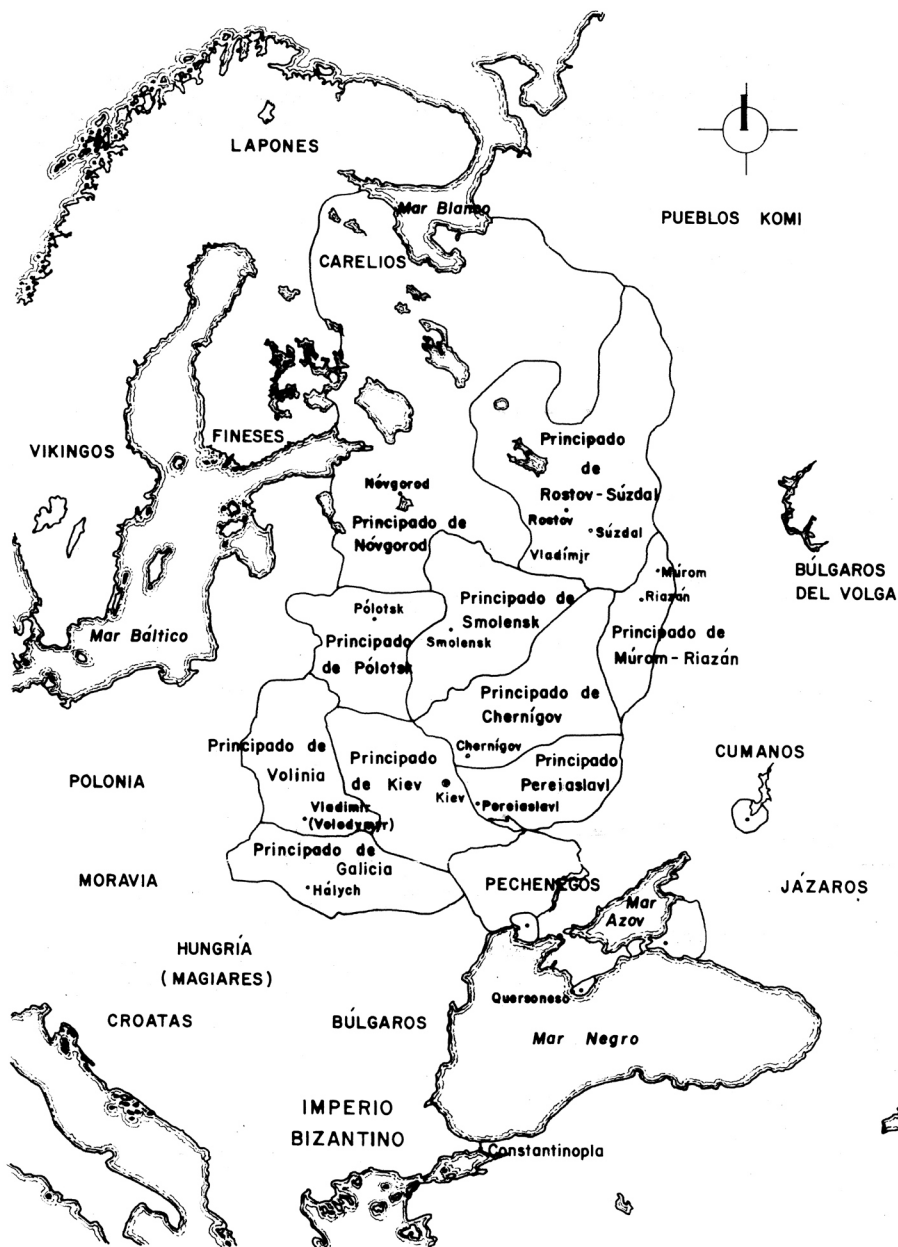 LAPONES
Mar Blanco
PUEBLOS KOMI
CARELIOS
VIKINGOS
FINESES
Principado
de
Rostov-Súzdal
Nóvgorod
Principado de
Nóvgorod
Rostov
Súzdal
Vladímir
Múrom
Riazán
BÚLGAROS
DEL VOLGA
Mar Báltico
Pólotsk
Principado
de Pólotsk
Principado de
Smolensk
Smolensk
Principado de
Múram-Riazán
Principado de
Chernígov
Chernígov
Principado de
Volinia
Principado
de Kiev
Kiev
Principado
Pereiaslavl
Pereiaslavl
CUMANOS
POLONIA
Vladimir
(Volodymyr)
Principado de
Galicia
Hálych
MORAVIA
PECHENEGOS
Mar
Azov
JÁZAROS
HUNGRÍA
(MAGIARES)
Quersoneso
CROATAS
BÚLGAROS
Mar Negro
IMPERIO
BIZANTINO
Constantinopla